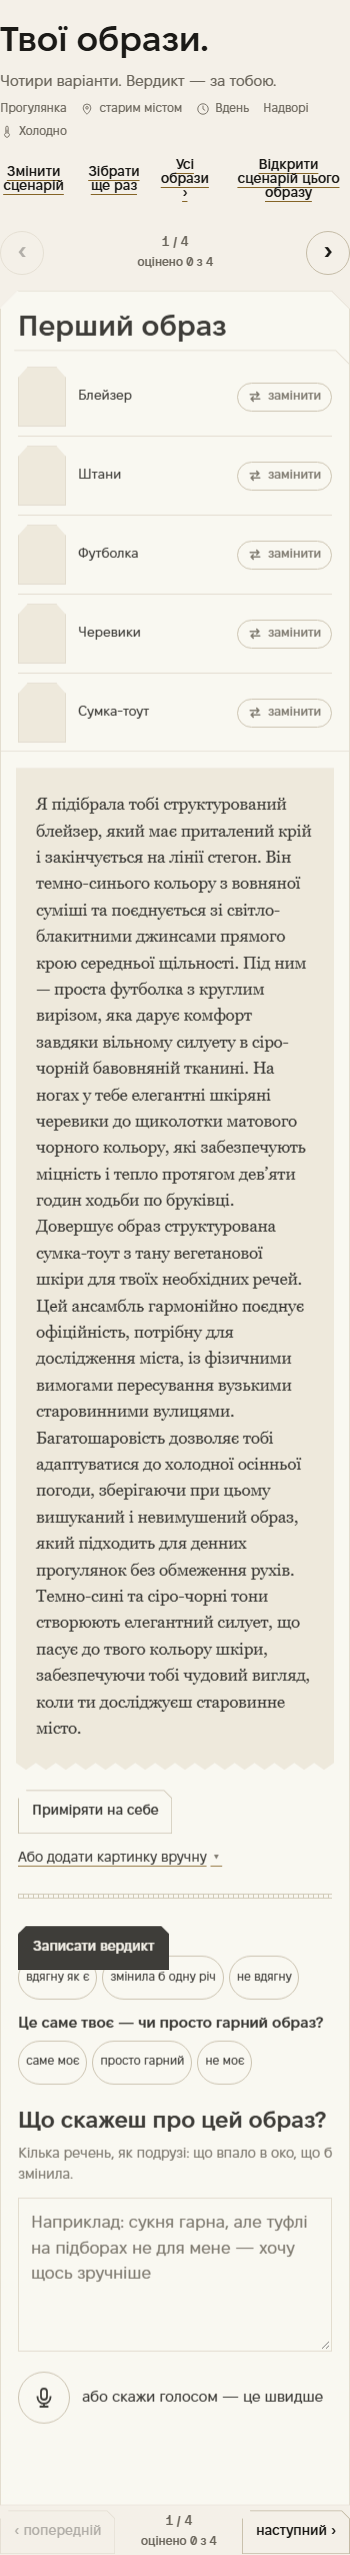 Твої образи.
Чотири варіанти. Вердикт — за тобою.
Прогулянка старим містом Вдень Надворі
Холодно
Змінити сценарій
Зібрати ще раз
Усі образи ›
Відкрити сценарій цього образу
‹ 1 / 4 ›
оцінено 0 з 4
Перший образ
Блейзер замінити
Штани замінити
Футболка замінити
Черевики замінити
Сумка-тоут замінити
Я підібрала тобі структурований
блейзер, який має приталений крій
і закінчується на лінії стегон. Він
темно-синього кольору з вовняної
суміші та поєднується зі світло-
блакитними джинсами прямого
крою середньої щільності. Під ним
— проста футболка з круглим
вирізом, яка дарує комфорт
завдяки вільному силуету в сіро-
чорній бавовняній тканині. На
ногах у тебе елегантні шкіряні
черевики до щиколотки матового
чорного кольору, які забезпечують
міцність і тепло протягом дев’яти
годин ходьби по бруківці.
Довершує образ структурована
сумка-тоут з тану вегетанової
шкіри для твоїх необхідних речей.
Цей ансамбль гармонійно поєднує
офіційність, потрібну для
дослідження міста, із фізичними
вимогами пересування вузькими
старовинними вулицями.
Багатошаровість дозволяє тобі
адаптуватися до холодної осінньої
погоди, зберігаючи при цьому
вишуканий і невимушений образ,
який підходить для денних
прогулянок без обмеження рухів.
Темно-сині та сіро-чорні тони
створюють елегантний силует, що
пасує до твого кольору шкіри,
забезпечуючи тобі чудовий вигляд,
коли ти досліджуєш старовинне
місто.
Приміряти на себе
Або додати картинку вручну
Записати вердикт
вдягну як є змінила б одну річ не вдягну
Це саме твоє — чи просто гарний образ?
саме моє просто гарний не моє
Що скажеш про цей образ?
Кілька речень, як подрузі: що впало в око, що б
змінила.
Наприклад: сукня гарна, але туфлі
на підборах не для мене — хочу
щось зручніше
або скажи голосом — це швидше
‹ попередній 1 / 4 наступний ›
оцінено 0 з 4